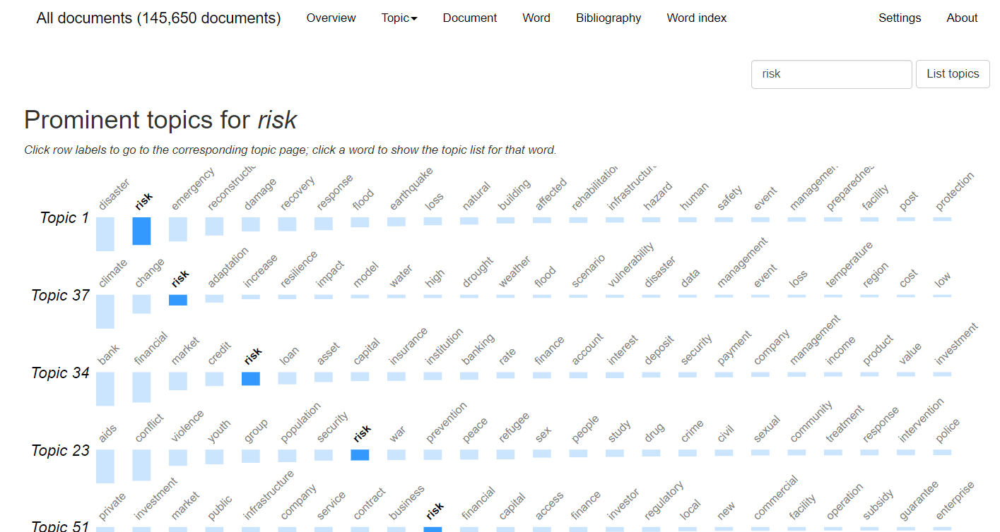 All documents (145,650 documents) Overview Topic Document Word Bibliography Word index Settings About
risk List topics
Prominent topics for risk
Click row labels to go to the corresponding topic page; click a word to show the topic list for that word.
disaster risk emergency reconstructic damage recovery response flood earthquake loss natural building affected rehabilitation infrastructur hazard human safety event managemen preparednes facility post protection
Topic 1
climate change risk adaptation increase resilience impact model water high drought weather flood scenario vulnerability disaster data management event loss temperature region cost low
Topic 37
bank financial market credit risk loan asset capital insurance institution banking rate finance account interest deposit security payment company management income product value investment
Topic 34
aids conflict violence youth group population security risk war prevention peace refugee sex people study drug crime civil sexual community treatment response intervention police
Topic 23
private investment market public infrastructure company service contract business risk financial capital access finance investor regulatory local new commercial facility operation subsidy guarantee enterprise
Topic 51